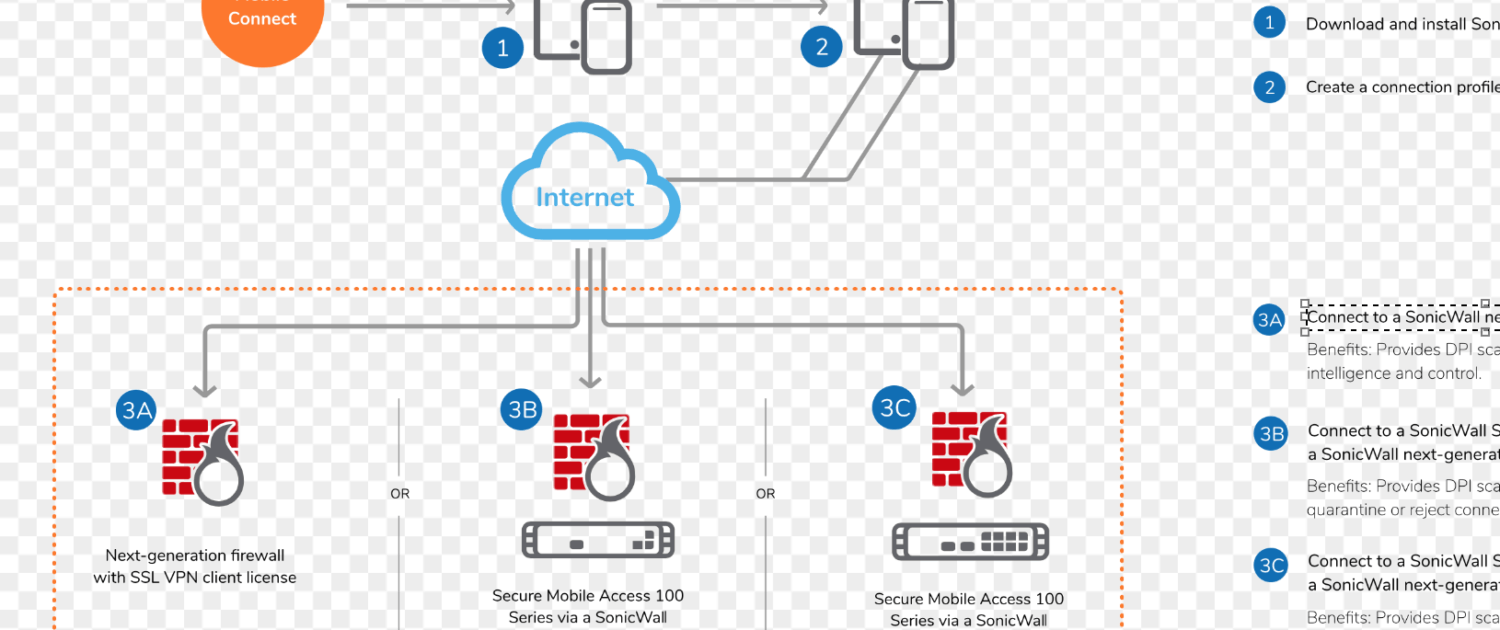 Connect
1
2
Internet
3A
3B
3C
OR
OR
Next-generation firewall
with SSL VPN client license
Secure Mobile Access 100
Series via a SonicWall
Secure Mobile Access 100
Series via a SonicWall
1
Download and install Son
2
Create a connection profile
3A
Connect to a SonicWall ne
Benefits: Provides DPI sca
intelligence and control.
3B
Connect to a SonicWall S
a SonicWall next-generat
Benefits: Provides DPI sca
quarantine or reject conne
3C
Connect to a SonicWall S
a SonicWall next-generat
Benefits: Provides DPI sca